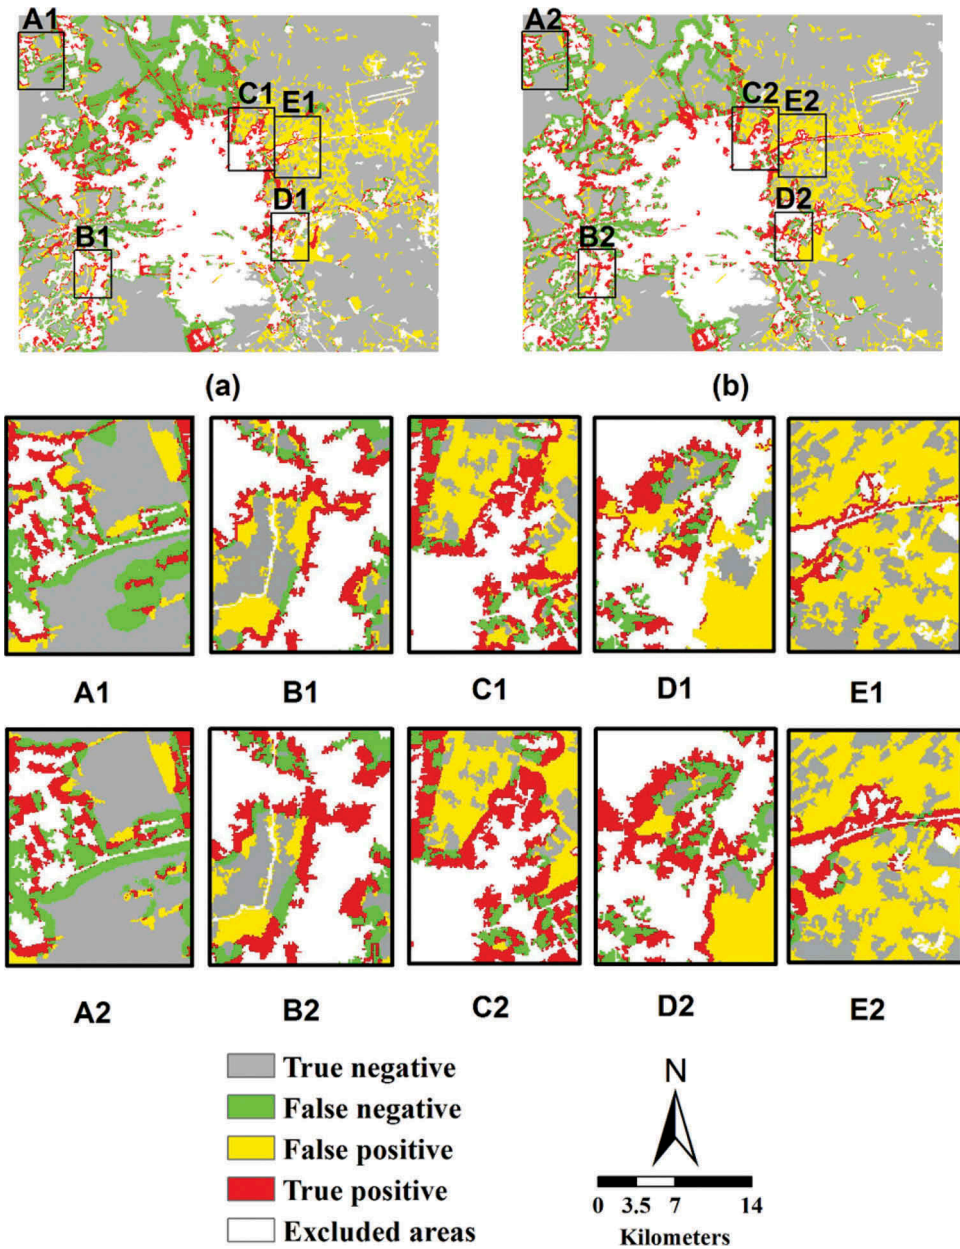 A1
C1
E1
D1
B1
A2
C2
E2
D2
B2
(a)
(b)
A1
B1
C1
D1
E1
A2
B2
C2
D2
E2
True negative
False negative
False positive
True positive
Excluded areas
N
0 3.5 7 14
Kilometers